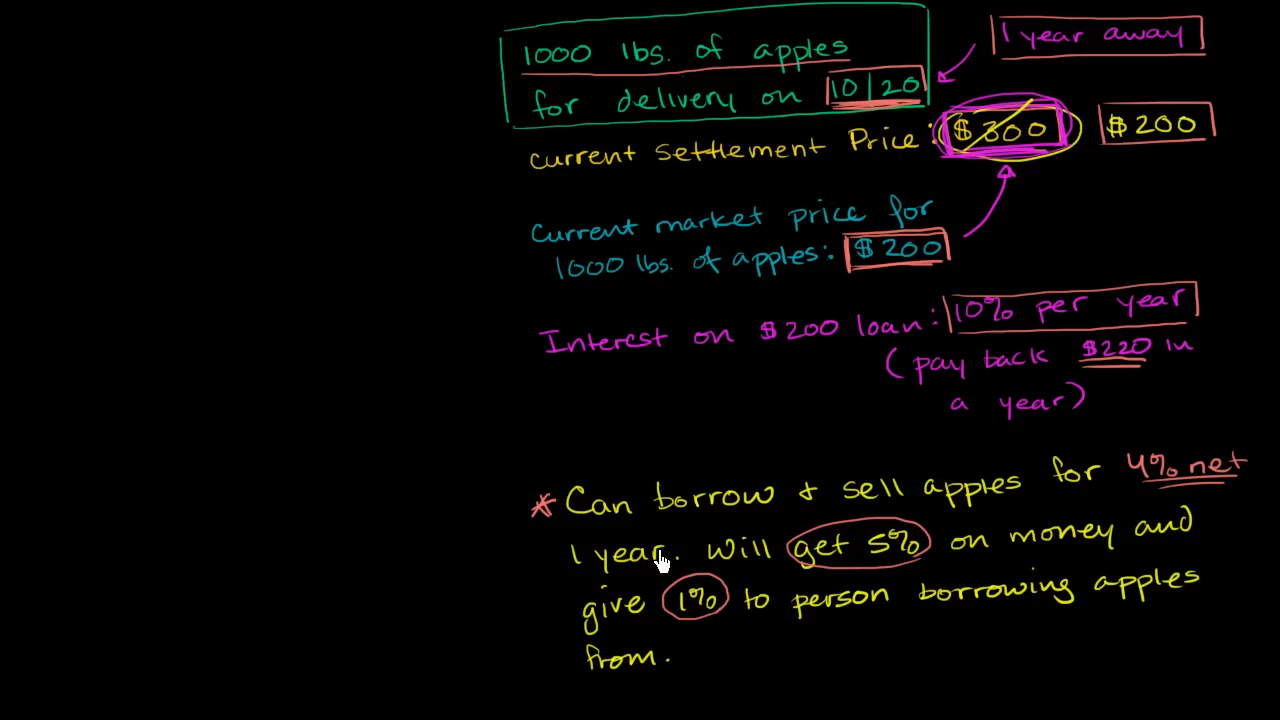 1000 lbs. of apples
for delivery on 10/20
1 year away
current settlement Price: $300 $200
Current market price for
1000 lbs. of apples: $200
Interest on $200 loan: 10% per year
(pay back $220 in
a year)
* Can borrow & sell apples for 4% net
1 year. will get 5% on money and
give 1% to person borrowing apples
from.